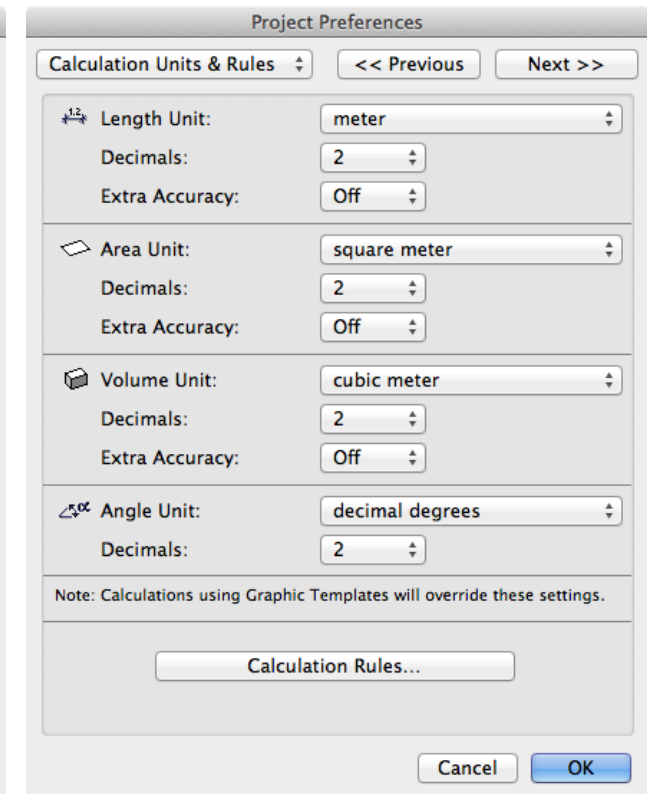 Project Preferences
Calculation Units & Rules << Previous Next >>
1.2 Length Unit: meter
Decimals: 2
Extra Accuracy: Off
Area Unit: square meter
Decimals: 2
Extra Accuracy: Off
Volume Unit: cubic meter
Decimals: 2
Extra Accuracy: Off
α Angle Unit: decimal degrees
Decimals: 2
Note: Calculations using Graphic Templates will override these settings.
Calculation Rules...
Cancel OK